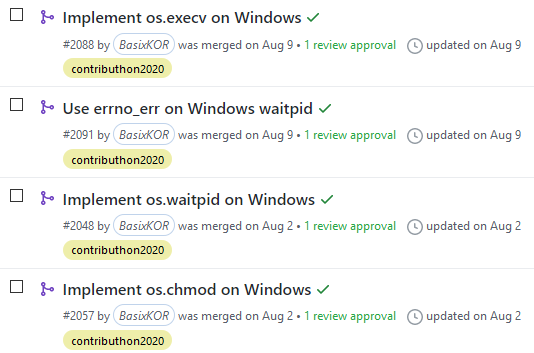 Implement os.execv on Windows
#2088 by BasixKOR was merged on Aug 9 • 1 review approval updated on Aug 9
contributhon2020
Use errno_err on Windows waitpid
#2091 by BasixKOR was merged on Aug 9 • 1 review approval updated on Aug 9
contributhon2020
Implement os.waitpid on Windows
#2048 by BasixKOR was merged on Aug 2 • 1 review approval updated on Aug 2
contributhon2020
Implement os.chmod on Windows
#2057 by BasixKOR was merged on Aug 2 • 1 review approval updated on Aug 2
contributhon2020